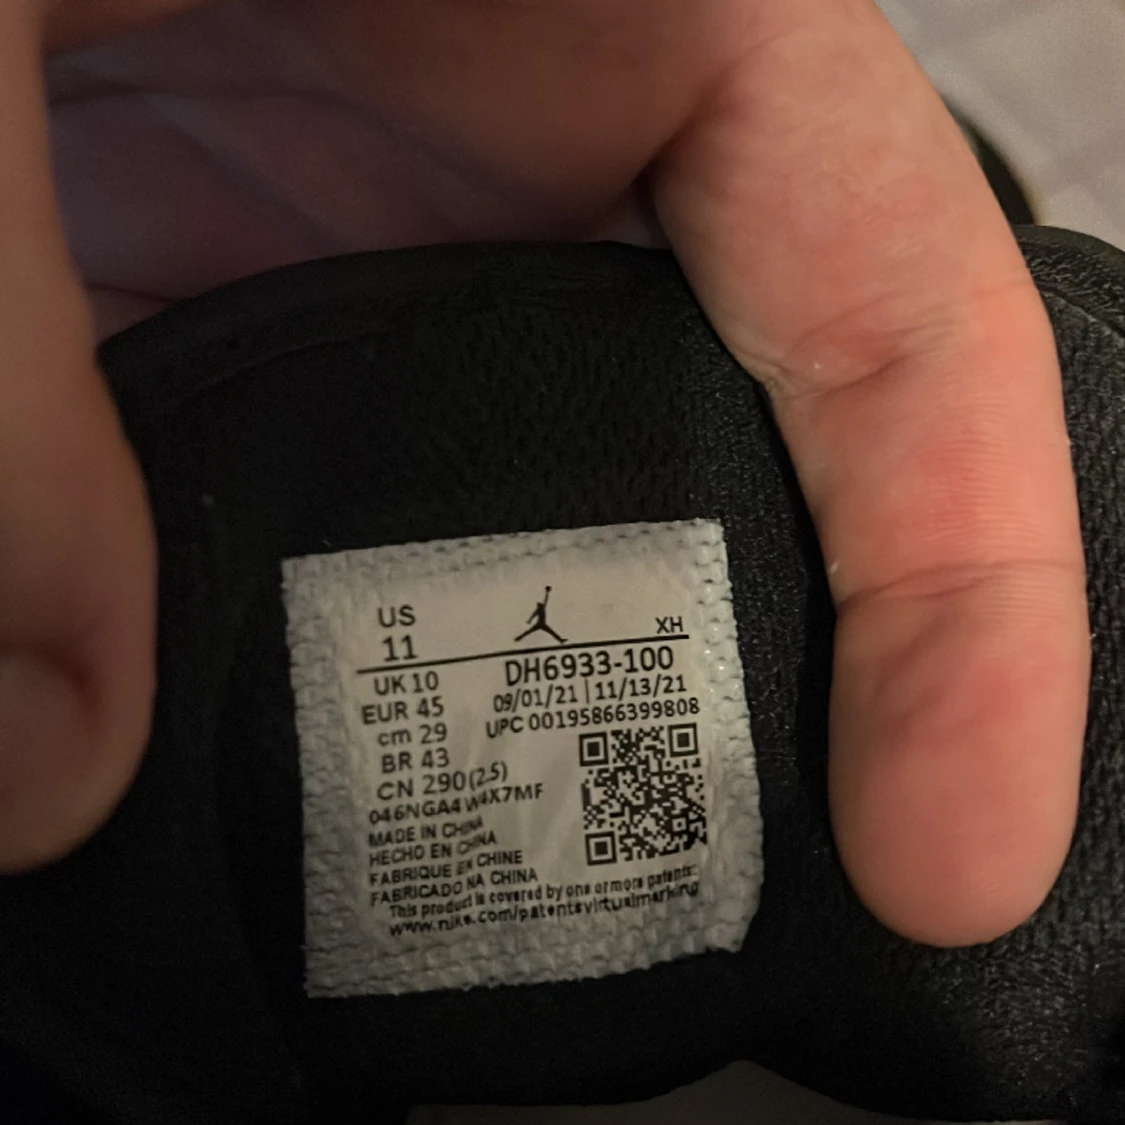 US
11
XH
UK 10
DH6933-100
EUR 45
09/01/21 | 11/13/21
cm 29
UPC 00195866399808
BR 43
CN 290(2.5)
046NGA4W4X7MF
MADE IN CHINA
HECHO EN CHINA
FABRIQUE EN CHINE
FABRICADO NA CHINA
This product is covered by one or more patents:
www.nike.com/patentsvirtualmarking